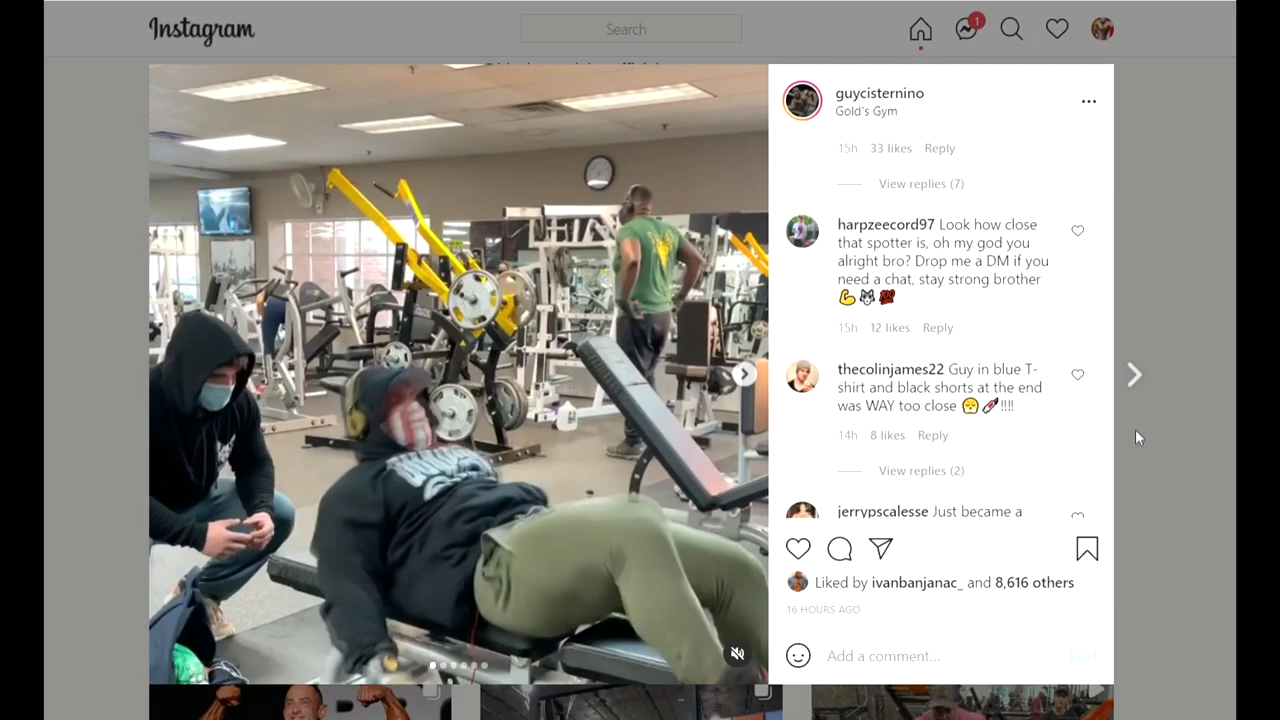 Instagram
Search
1
guycisternino
Gold's Gym
15h 33 likes Reply
View replies (7)
harpzeecord97 Look how close
that spotter is, oh my god you
alright bro? Drop me a DM if you
need a chat, stay strong brother
💪🐺💯
15h 12 likes Reply
thecolinjames22 Guy in blue T-
shirt and black shorts at the end
was WAY too close 😤🧨!!!!
14h 8 likes Reply
View replies (2)
jerrypscalesse Just became a
Liked by ivanbanjanac_ and 8,616 others
16 HOURS AGO
Add a comment...
Post